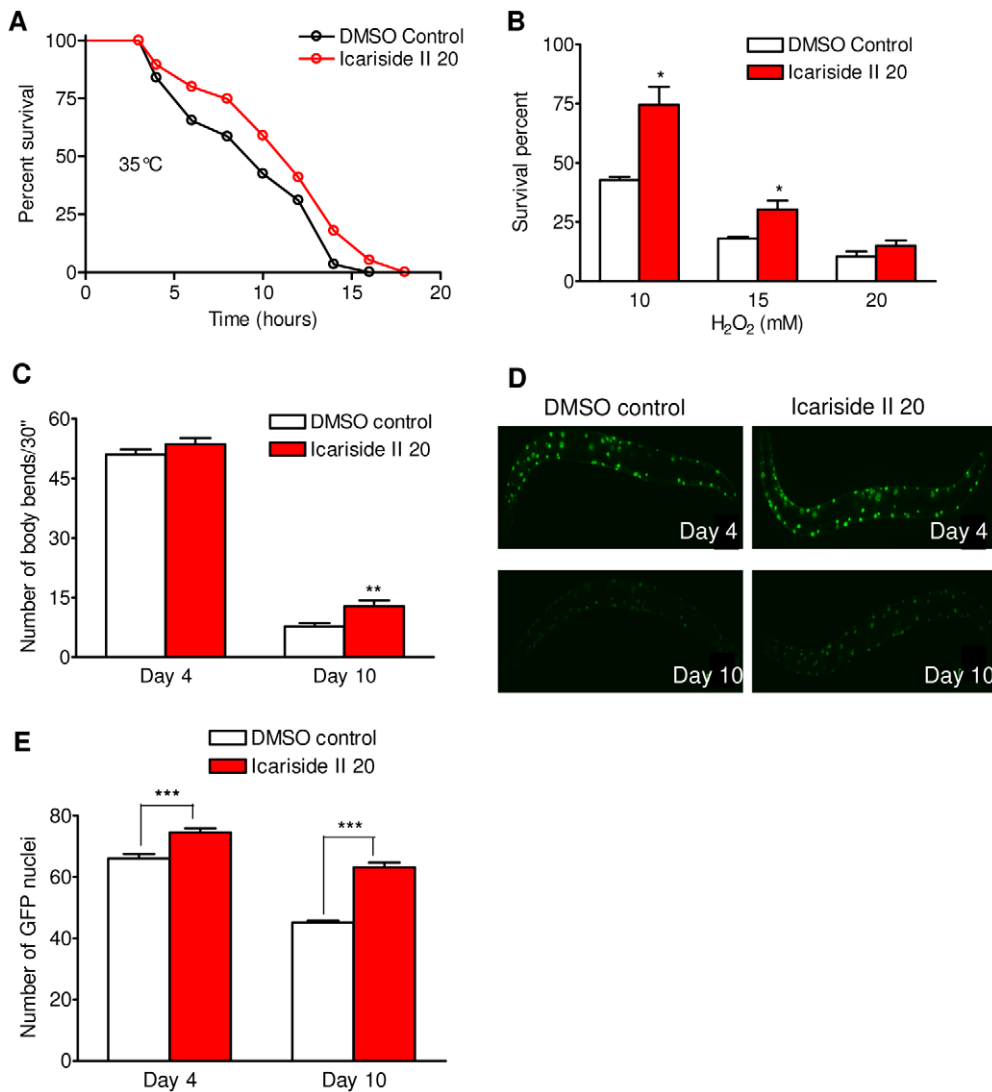 A
DMSO Control
Icariside II 20
Percent survival
100
75
50
25
0
35°C
0
5
10
15
20
Time (hours)
B
DMSO Control
Icariside II 20
Survival percent
100
75
50
25
0
*
*
10
15
20
H₂O₂ (mM)
C
DMSO control
Icariside II 20
Number of body bends/30"
60
45
30
15
0
**
Day 4
Day 10
D
DMSO control
Icariside II 20
Day 4
Day 4
Day 10
Day 10
E
DMSO control
Icariside II 20
Number of GFP nuclei
80
60
40
20
0
***
***
Day 4
Day 10